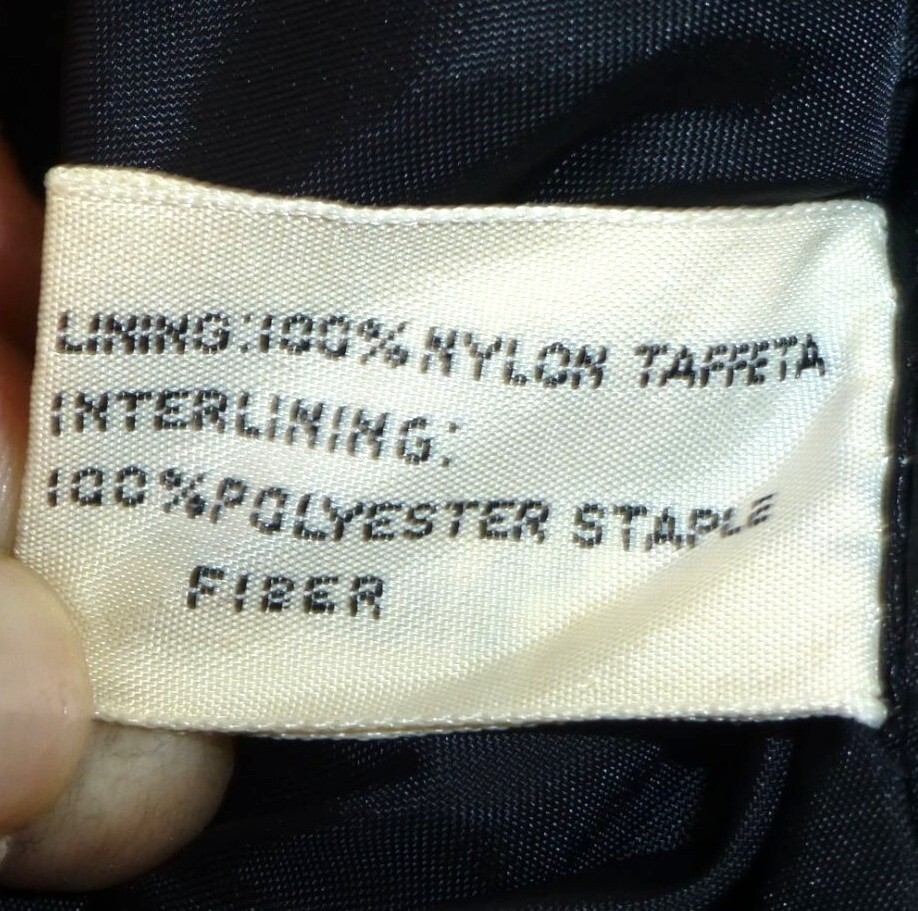 LINING:100% NYLON TAFFETA
INTERLINING:
100% POLYESTER STAPLE
FIBER